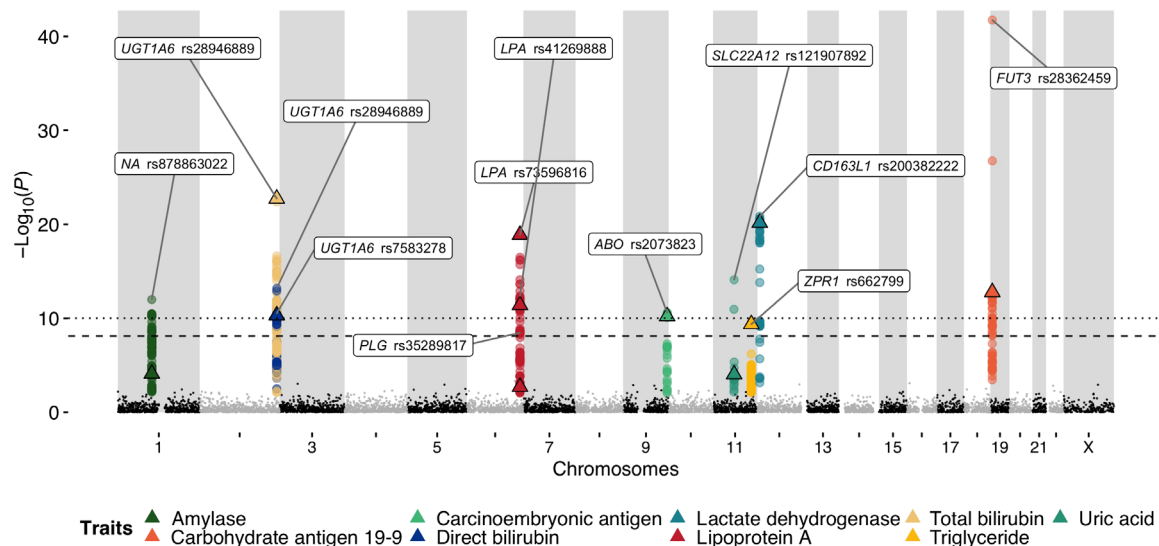 40
30
20
10
0
−Log10(P)
UGT1A6 rs28946889
LPA rs41269888
SLC22A12 rs121907892
FUT3 rs28362459
UGT1A6 rs28946889
NA rs878863022
LPA rs73596816
CD163L1 rs200382222
UGT1A6 rs7583278
ABO rs2073823
ZPR1 rs662799
PLG rs35289817
1 3 5 7 9 11 13 15 17 19 21 X
Chromosomes
Traits
Amylase Carcinoembryonic antigen Lactate dehydrogenase Total bilirubin Uric acid
Carbohydrate antigen 19-9 Direct bilirubin Lipoprotein A Triglyceride